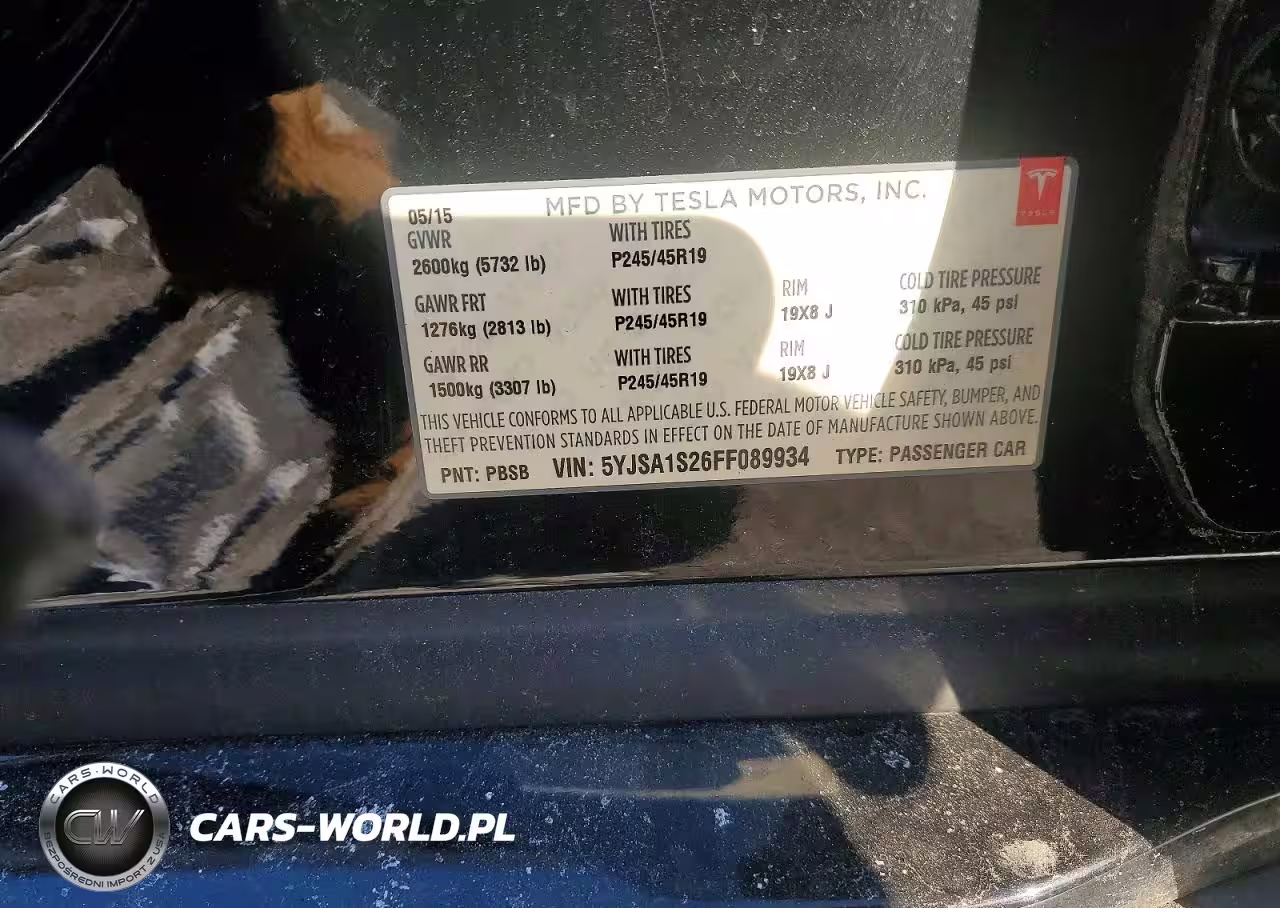 MFD BY TESLA MOTORS, INC.
TESLA
05/15
GVWR WITH TIRES
2600kg (5732 lb) P245/45R19
GAWR FRT WITH TIRES RIM COLD TIRE PRESSURE
1276kg (2813 lb) P245/45R19 19X8 J 310 kPa, 45 psi
GAWR RR WITH TIRES RIM COLD TIRE PRESSURE
1500kg (3307 lb) P245/45R19 19X8 J 310 kPa, 45 psi
THIS VEHICLE CONFORMS TO ALL APPLICABLE U.S. FEDERAL MOTOR VEHICLE SAFETY, BUMPER, AND
THEFT PREVENTION STANDARDS IN EFFECT ON THE DATE OF MANUFACTURE SHOWN ABOVE.
PNT: PBSB VIN: 5YJSA1S26FF089934 TYPE: PASSENGER CAR
CARS-WORLD
CW
BEZPOŚREDNI IMPORT Z USA
CARS-WORLD.PL